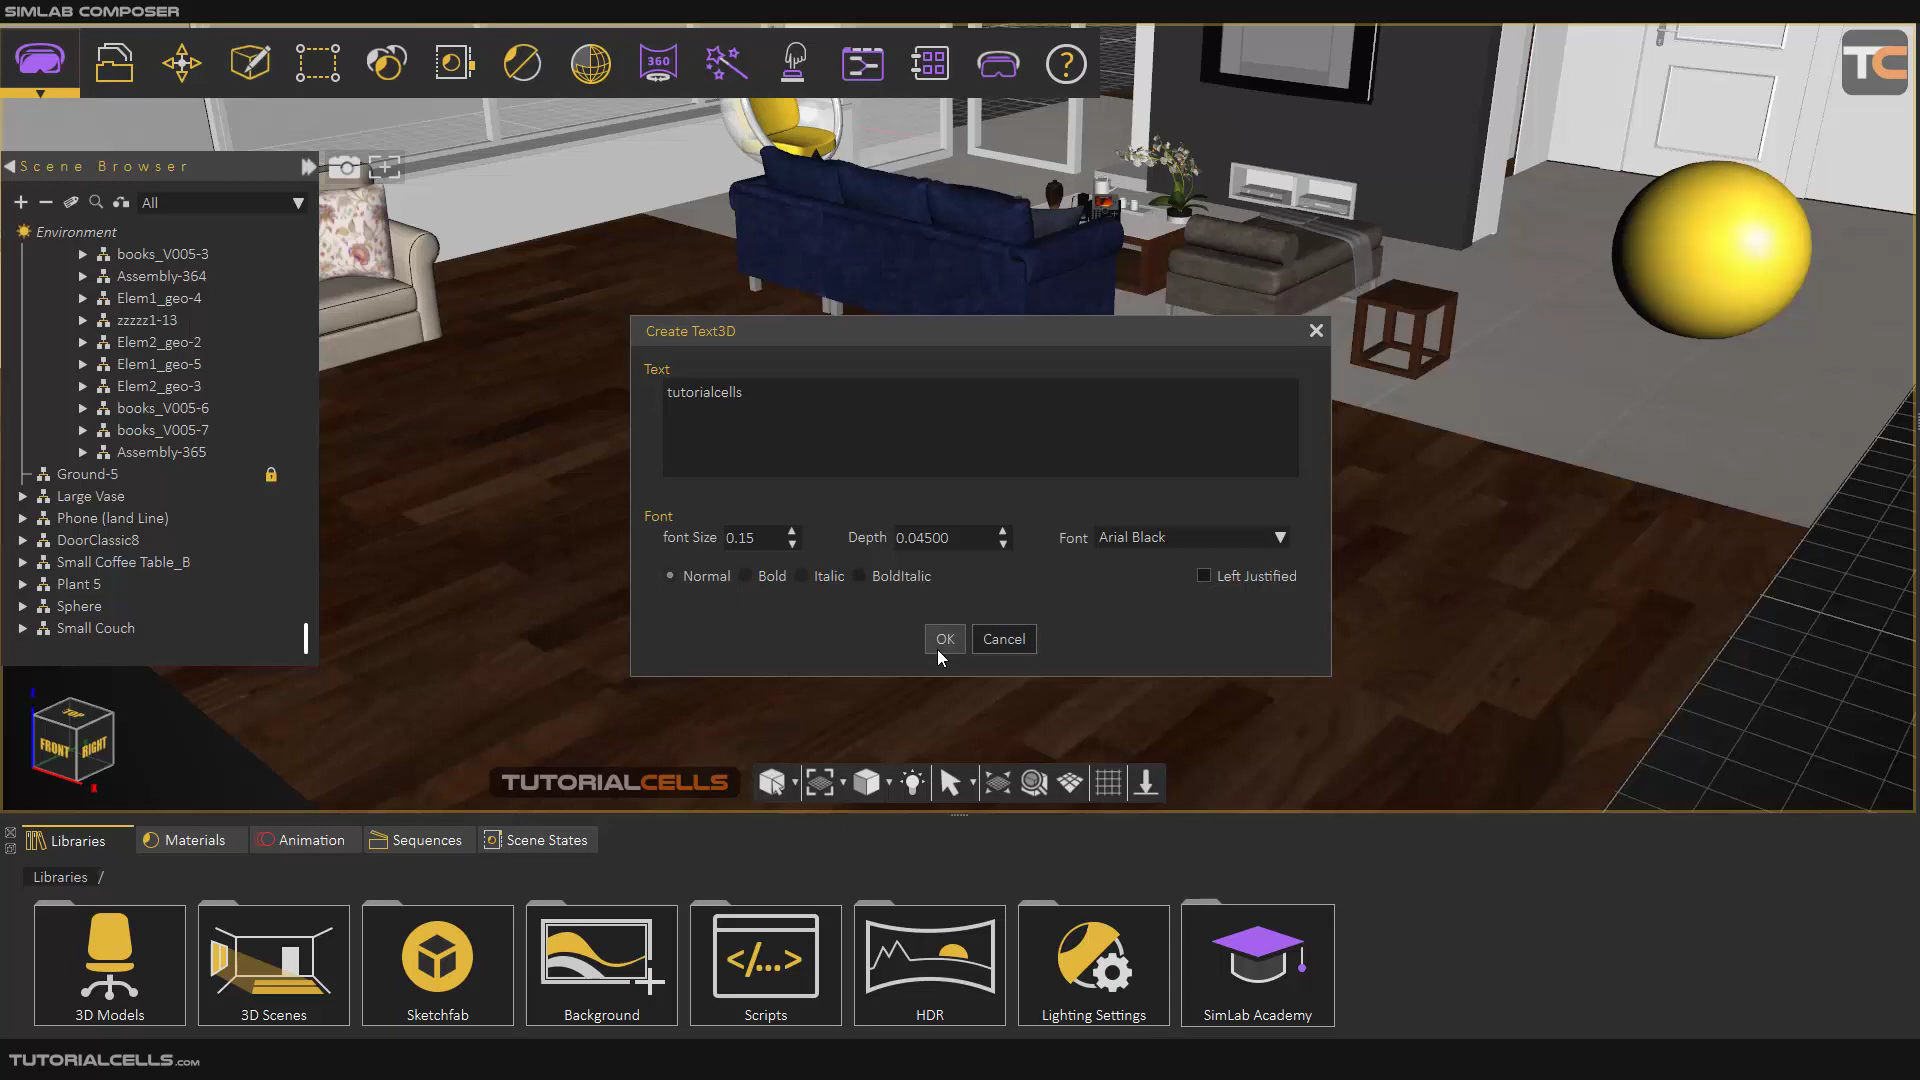 SIMLAB COMPOSER
360
?
TC
Scene Browser
All
Environment
books_V005-3
Assembly-364
Elem1_geo-4
zzzzz1-13
Elem2_geo-2
Elem1_geo-5
Elem2_geo-3
books_V005-6
books_V005-7
Assembly-365
Ground-5
Large Vase
Phone (land Line)
DoorClassic8
Small Coffee Table_B
Plant 5
Sphere
Small Couch
Create Text3D
Text
tutorialcells
Font
font Size 0.15 Depth 0.04500 Font Arial Black
Normal Bold Italic BoldItalic Left Justified
OK Cancel
TOP
FRONT RIGHT
x
TUTORIALCELLS
Libraries Materials Animation Sequences Scene States
Libraries /
</...>
3D Models 3D Scenes Sketchfab Background Scripts HDR Lighting Settings SimLab Academy
TUTORIALCELLS.com